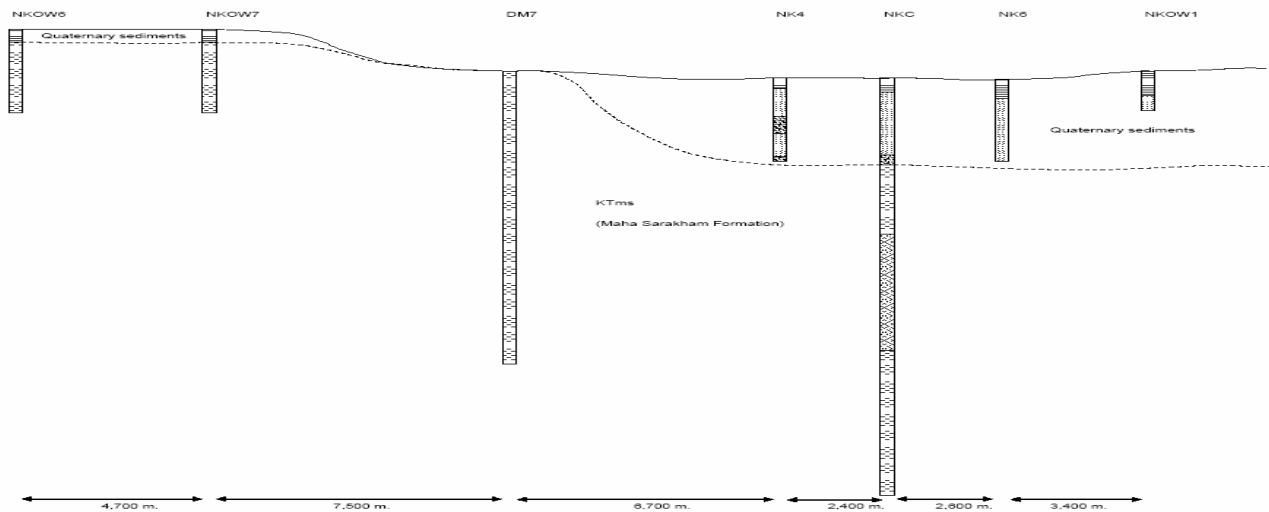 NKOW6 NKOW7 DM7 NK4 NKC NK6 NKOW1
Quaternary sediments
Quaternary sediments
KTms
(Maha Sarakham Formation)
4,700 m. 7,500 m. 6,700 m. 2,400 m. 2,600 m. 3,400 m.